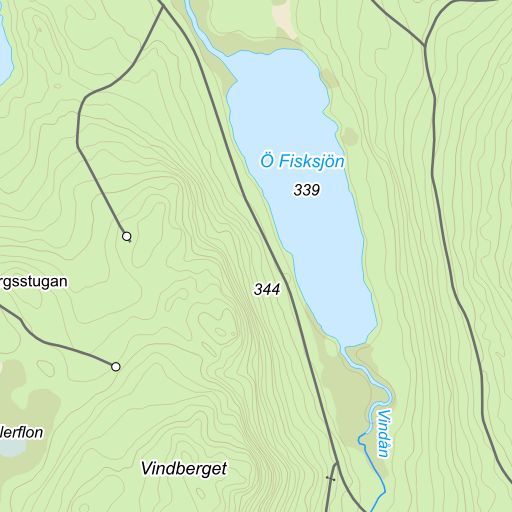 Ö Fisksjön
339
rgsstugan
344
lerflon
Vindån
Vindberget